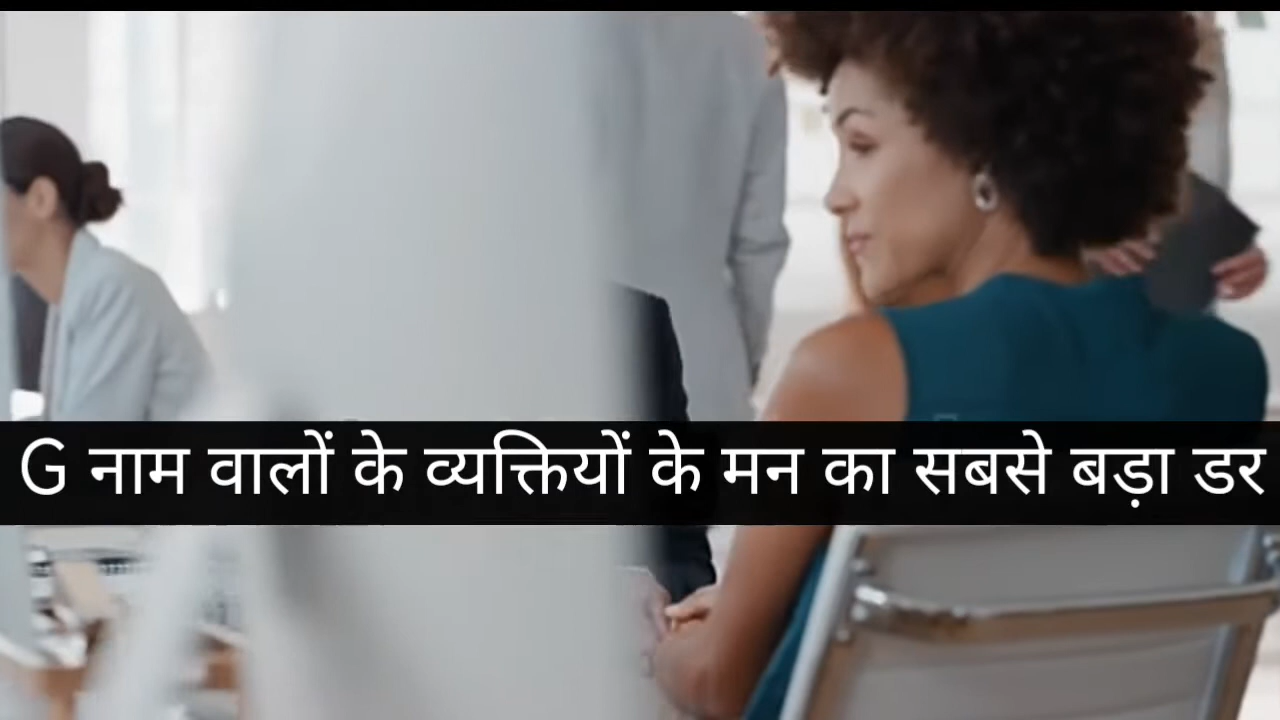 G नाम वालों के व्यक्तियों के मन का सबसे बड़ा डर